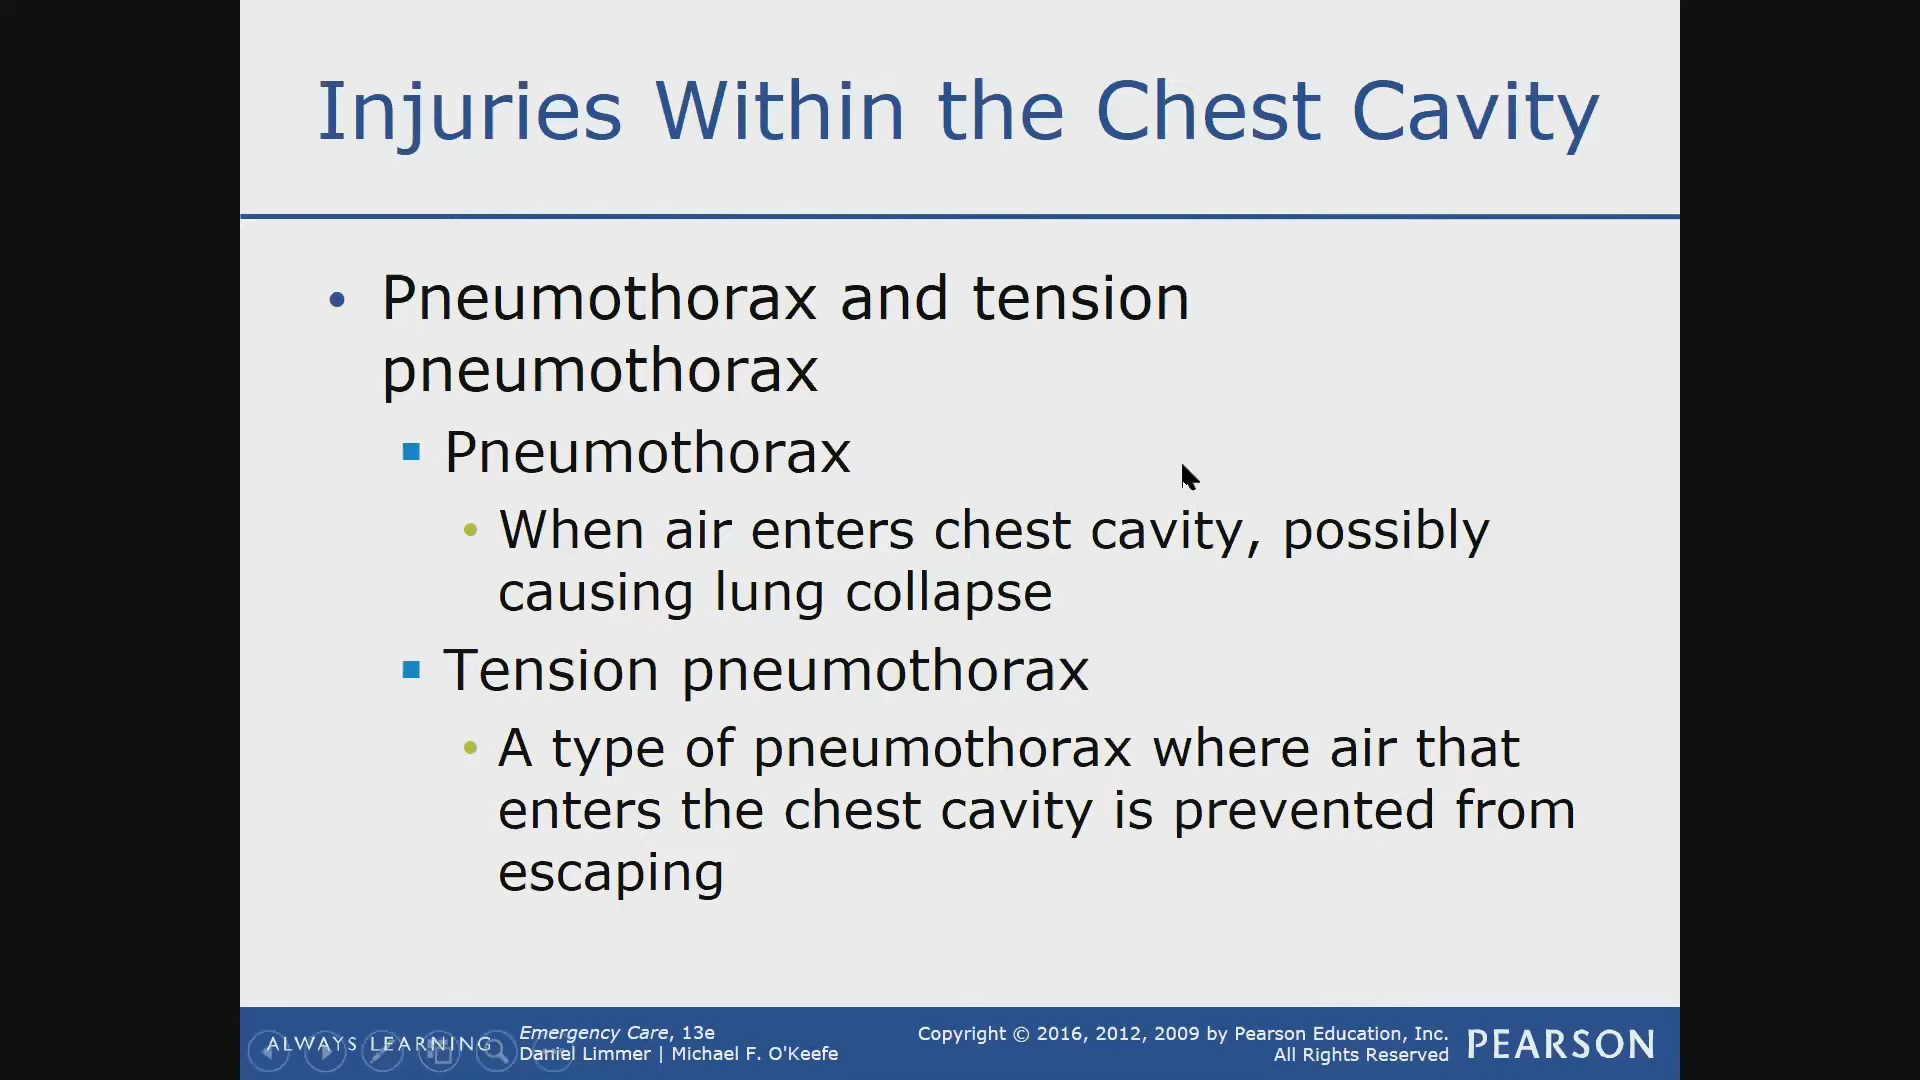 Injuries Within the Chest Cavity
• Pneumothorax and tension
pneumothorax
▪ Pneumothorax
• When air enters chest cavity, possibly
causing lung collapse
▪ Tension pneumothorax
• A type of pneumothorax where air that
enters the chest cavity is prevented from
escaping
ALWAYS LEARNING
Emergency Care, 13e
Daniel Limmer | Michael F. O'Keefe
Copyright © 2016, 2012, 2009 by Pearson Education, Inc.
All Rights Reserved
PEARSON